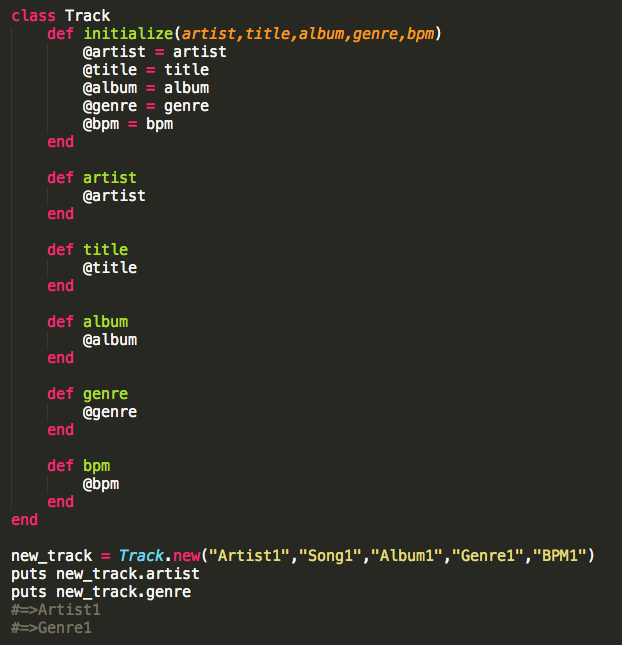 class Track
    def initialize(artist,title,album,genre,bpm)
        @artist = artist
        @title = title
        @album = album
        @genre = genre
        @bpm = bpm
    end

    def artist
        @artist
    end

    def title
        @title
    end

    def album
        @album
    end

    def genre
        @genre
    end

    def bpm
        @bpm
    end
end

new_track = Track.new("Artist1","Song1","Album1","Genre1","BPM1")
puts new_track.artist
puts new_track.genre
#=>Artist1
#=>Genre1